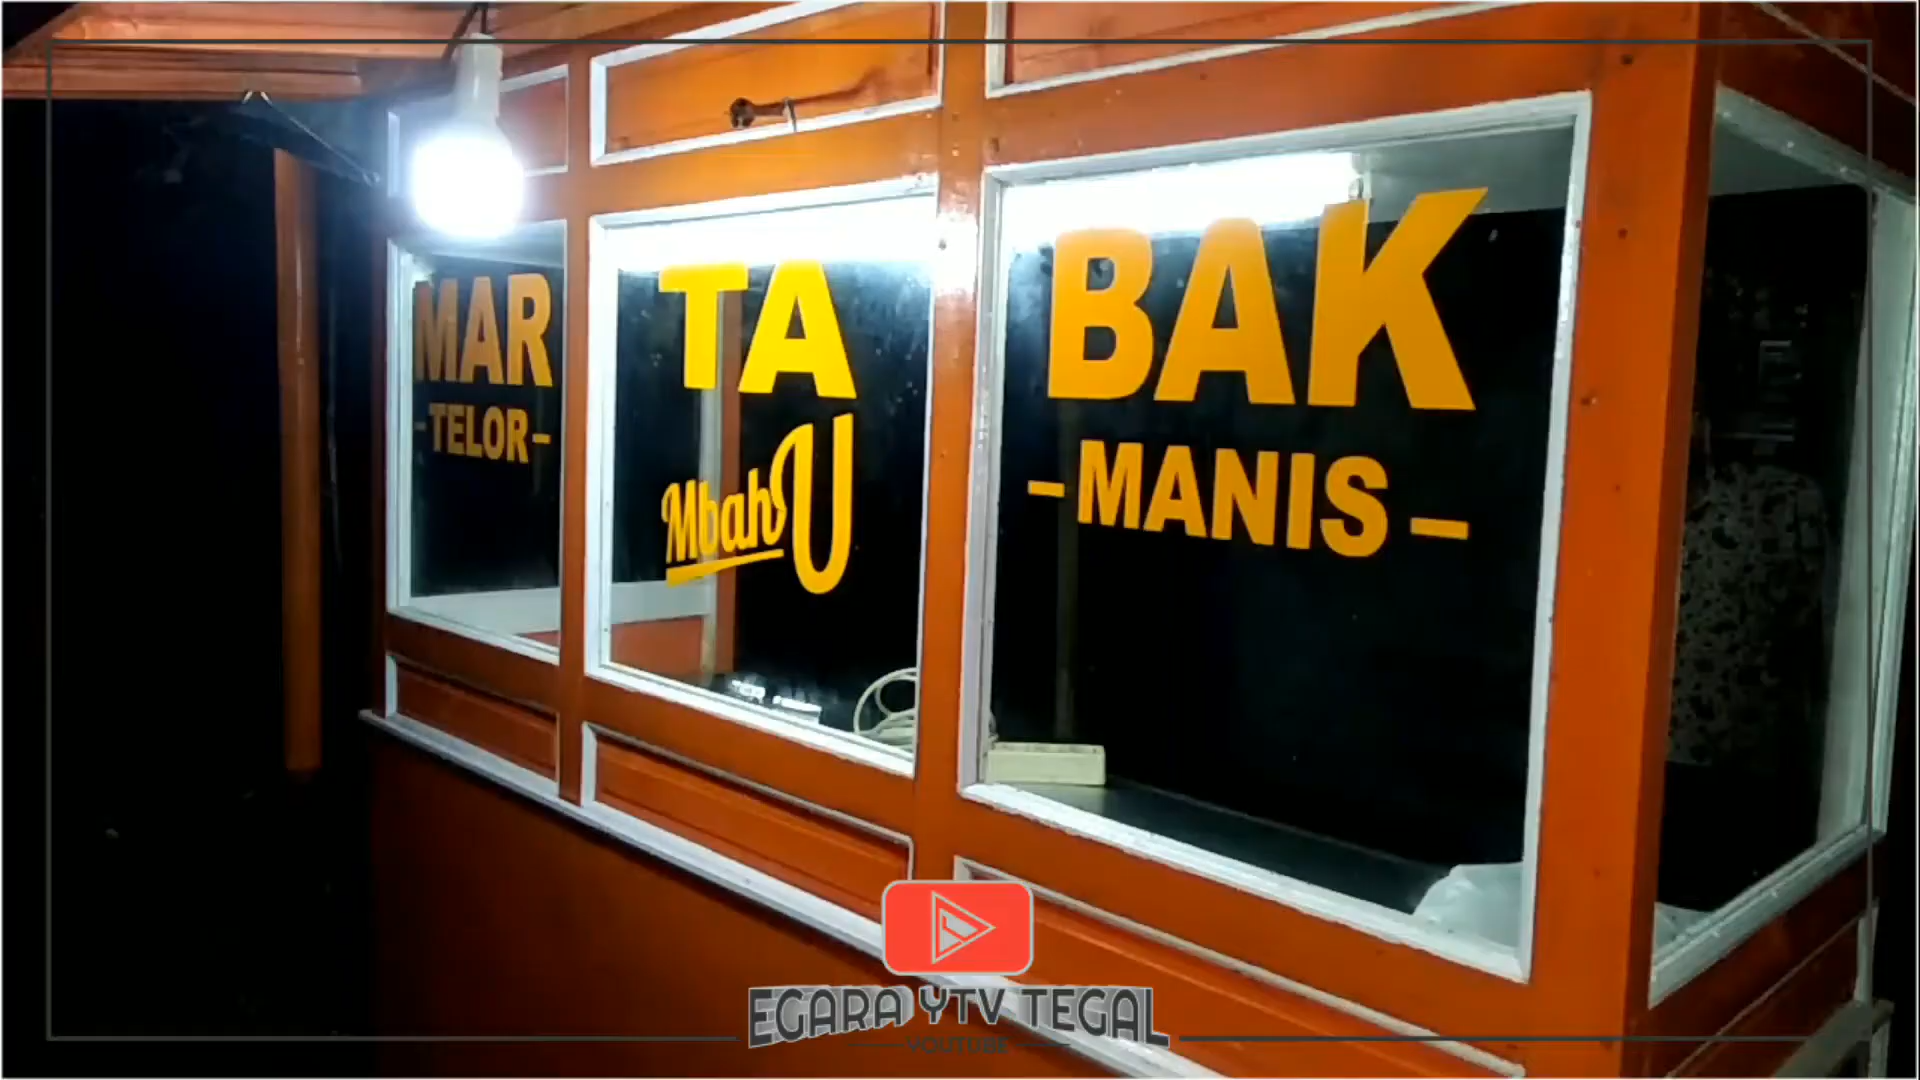 MAR TA BAK
-TELOR-
Mbah U
-MANIS-
EGARA YTV TEGAL
YOUTUBE